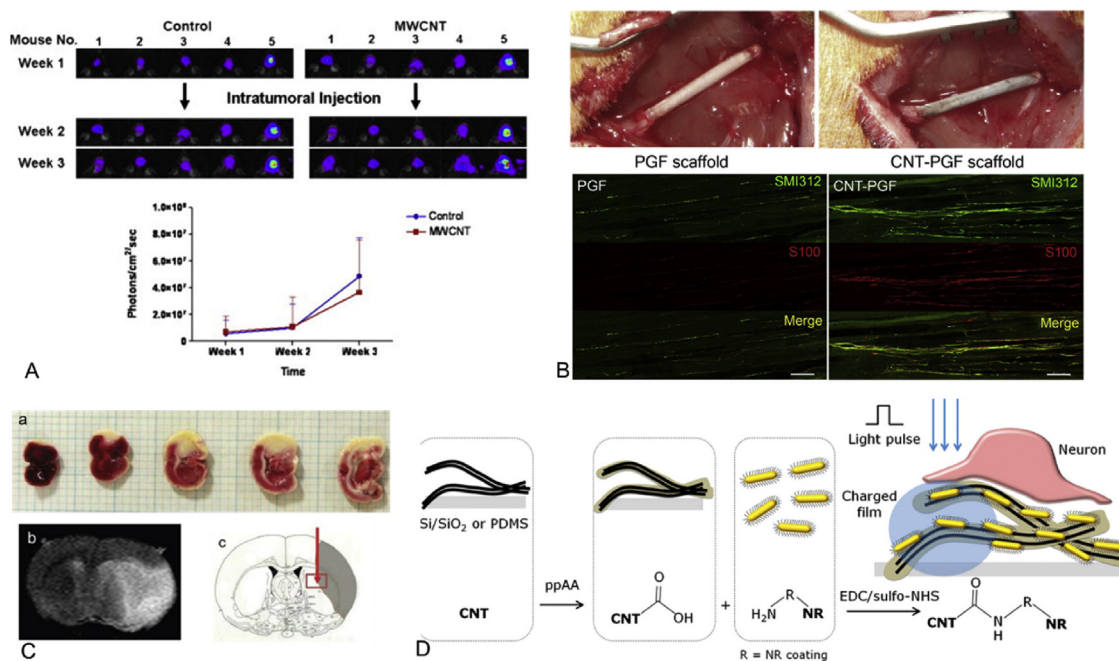 Control
MWCNT
Mouse No. 1 2 3 4 5
1 2 3 4 5
Week 1
Intratumoral Injection
Week 2
Week 3
1.0×10⁸
8.0×10⁷
6.0×10⁷
4.0×10⁷
2.0×10⁷
0
Photons/cm²/sec
Control
MWCNT
Week 1 Week 2 Week 3
Time
A
PGF scaffold
CNT-PGF scaffold
PGF
SMI312
CNT-PGF
SMI312
S100
S100
Merge
Merge
B
a
b
c
C
Si/SiO₂ or PDMS
CNT
ppAA
O
CNT
OH
+
R
H₂N
NR
R = NR coating
EDC/sulfo-NHS
Light pulse
Neuron
Charged
film
O
R
CNT
N
H
NR
D